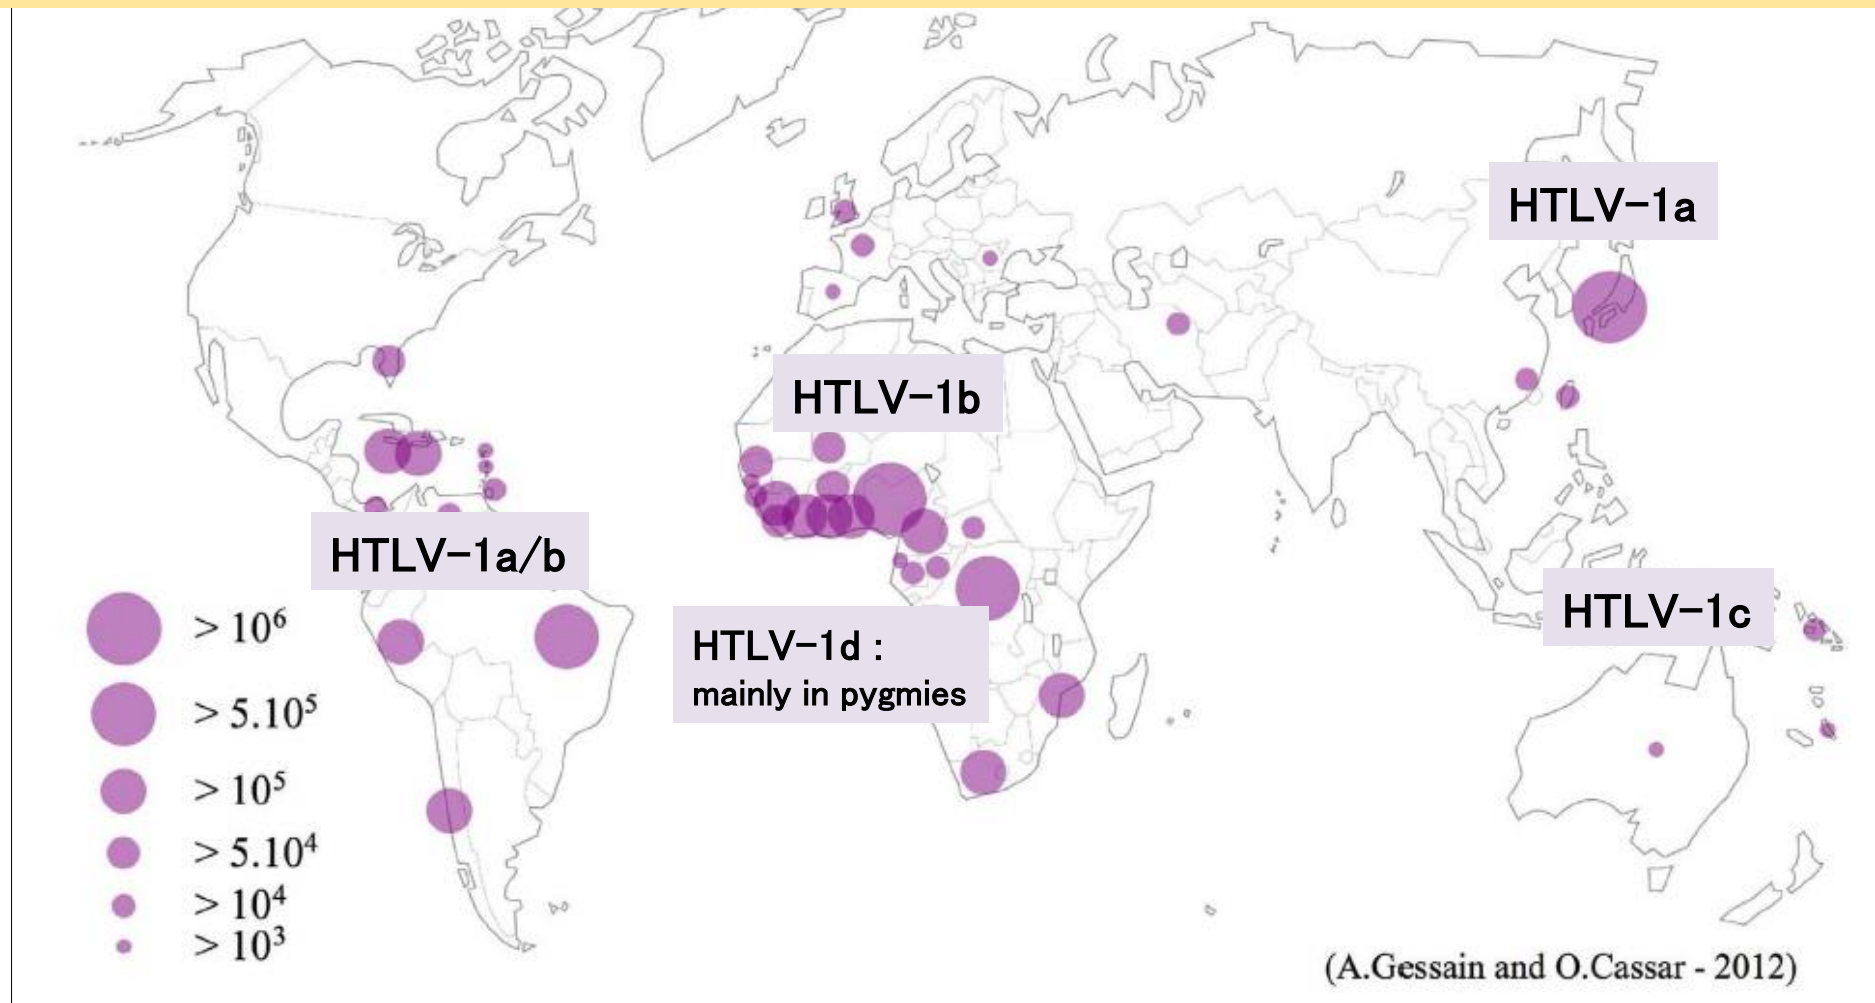 HTLV-1a
HTLV-1b
HTLV-1a/b
HTLV-1c
HTLV-1d :
mainly in pygmies
> 10⁶
> 5.10⁵
> 10⁵
> 5.10⁴
> 10⁴
> 10³
(A.Gessain and O.Cassar - 2012)